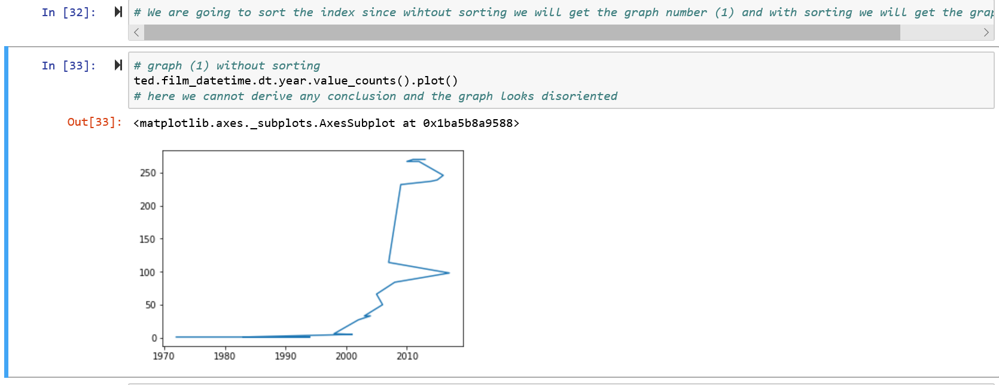 In [32]:
# We are going to sort the index since wihtout sorting we will get the graph number (1) and with sorting we will get the
In [33]:
# graph (1) without sorting
ted.film_datetime.dt.year.value_counts().plot()
# here we cannot derive any conclusion and the graph looks disoriented
Out[33]:
<matplotlib.axes._subplots.AxesSubplot at 0x1ba5b8a9588>
250
200
150
100
50
0
1970 1980 1990 2000 2010